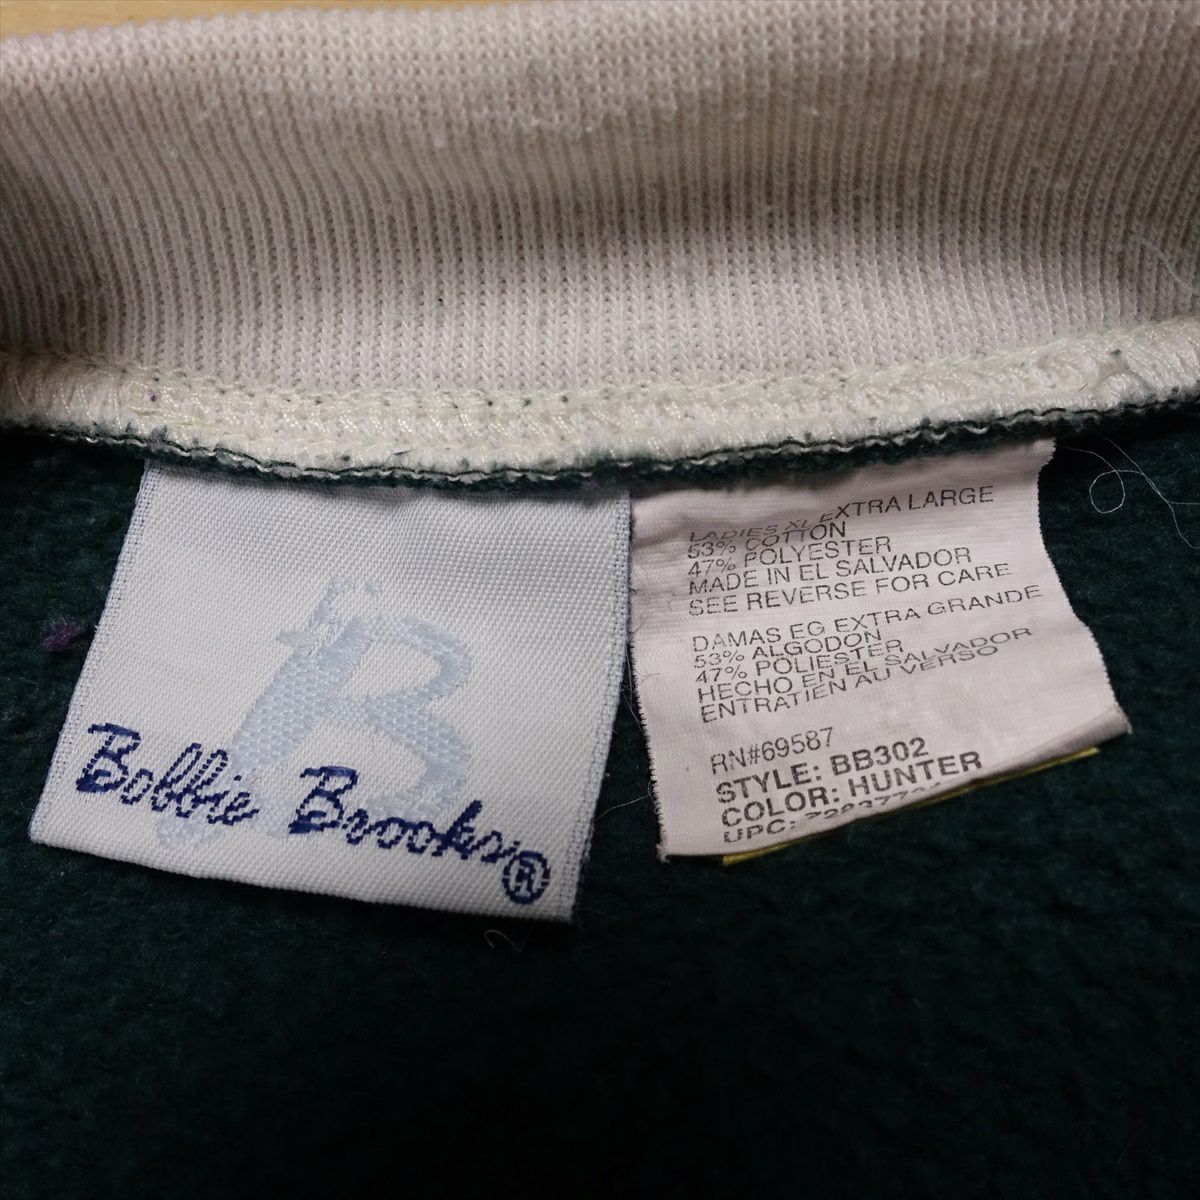 B
Bobbie Brooks®
LADIES XL EXTRA LARGE
53% COTTON
47% POLYESTER
MADE IN EL SALVADOR
SEE REVERSE FOR CARE
DAMAS EG EXTRA GRANDE
53% ALGODON
47% POLIESTER
HECHO EN EL SALVADOR
ENTRATIEN AU VERSO
RN#69587
STYLE: BB302
COLOR: HUNTER
UPC: